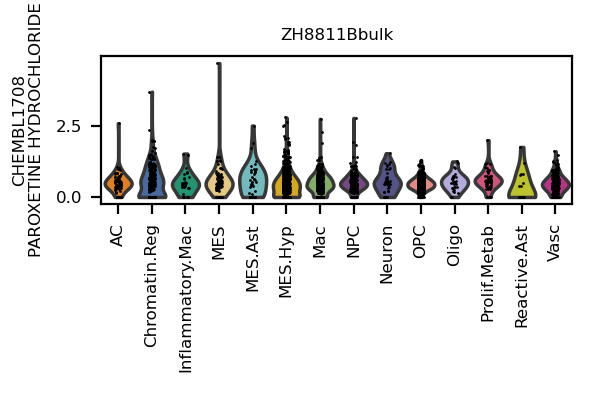 ZH8811Bbulk
CHEMBL1708
PAROXETINE HYDROCHLORIDE
2.5
0.0
AC
Chromatin.Reg
Inflammatory.Mac
MES
MES.Ast
MES.Hyp
Mac
NPC
Neuron
OPC
Oligo
Prolif.Metab
Reactive.Ast
Vasc